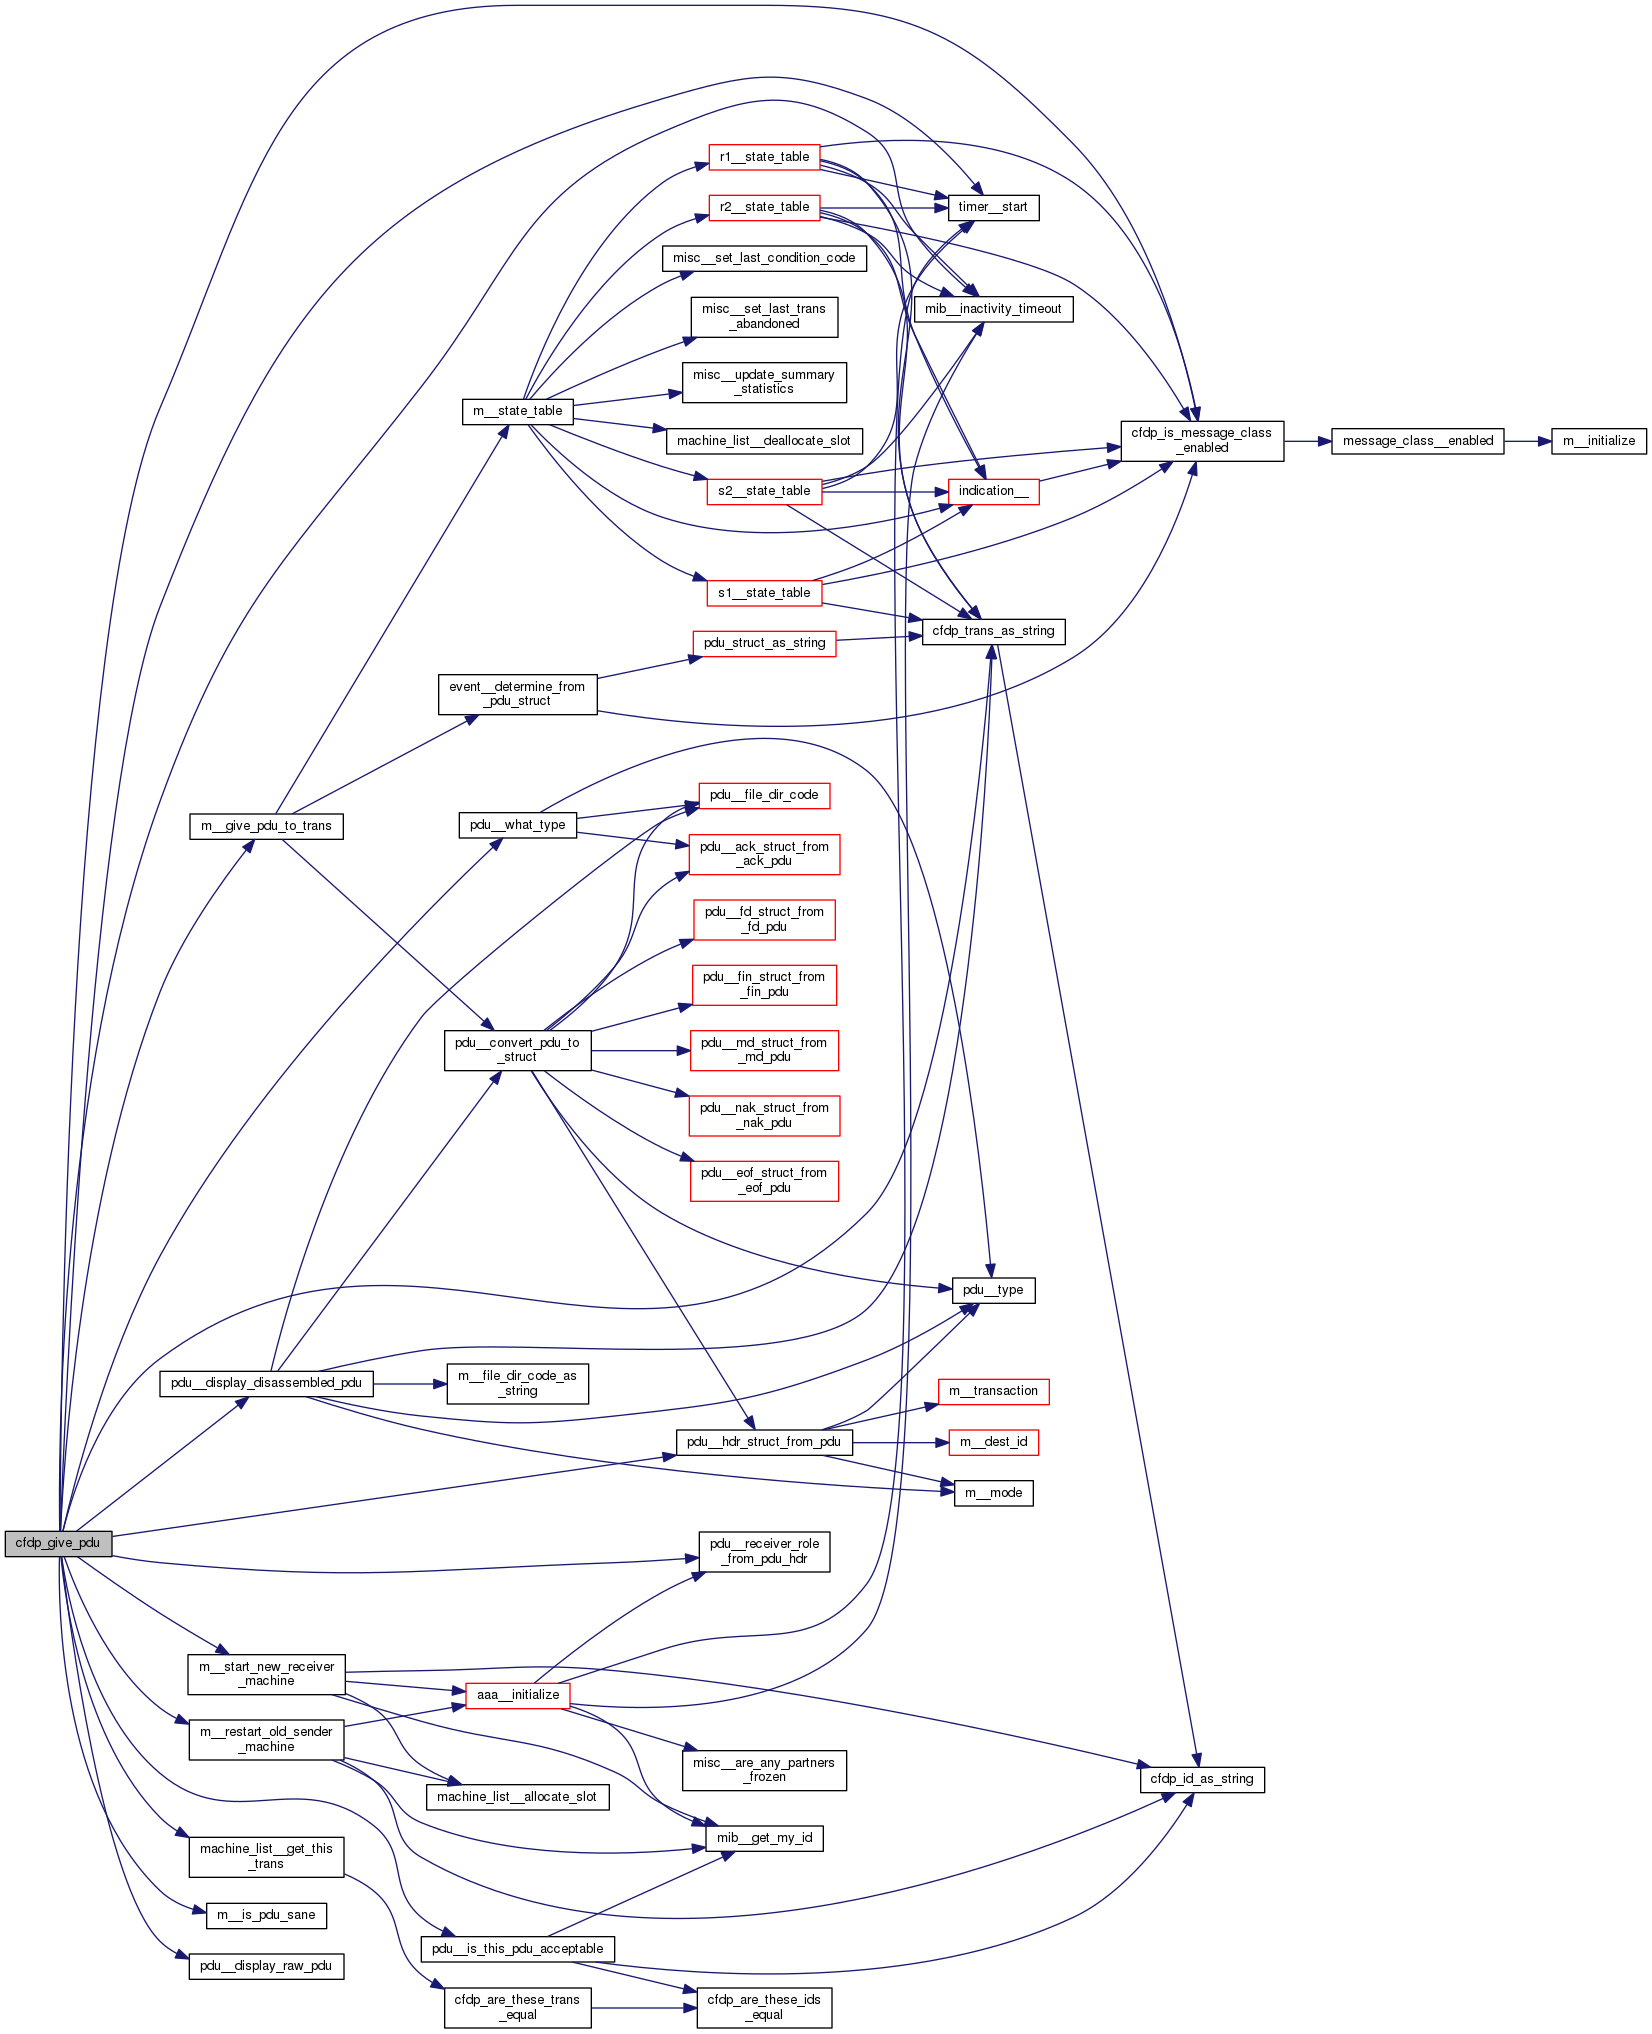 r1__state_table
r2__state_table
timer__start
misc__set_last_condition_code
misc__set_last_trans
_abandoned
mib__inactivity_timeout
misc__update_summary
_statistics
m__state_table
machine_list__deallocate_slot
cfdp_is_message_class
_enabled
message_class__enabled
m__initialize
s2__state_table
indication__
s1__state_table
cfdp_trans_as_string
pdu_struct_as_string
event__determine_from
_pdu_struct
pdu__file_dir_code
m__give_pdu_to_trans
pdu__what_type
pdu__ack_struct_from
_ack_pdu
pdu__fd_struct_from
_fd_pdu
pdu__fin_struct_from
_fin_pdu
pdu__convert_pdu_to
_struct
pdu__md_struct_from
_md_pdu
pdu__nak_struct_from
_nak_pdu
pdu__eof_struct_from
_eof_pdu
pdu__type
pdu__display_disassembled_pdu
m__file_dir_code_as
_string
m__transaction
pdu__hdr_struct_from_pdu
m__dest_id
m__mode
cfdp_give_pdu
pdu__receiver_role
_from_pdu_hdr
m__start_new_receiver
_machine
aaa__initialize
m__restart_old_sender
_machine
misc__are_any_partners
_frozen
cfdp_id_as_string
machine_list__allocate_slot
mib__get_my_id
machine_list__get_this
_trans
m__is_pdu_sane
pdu__is_this_pdu_acceptable
pdu__display_raw_pdu
cfdp_are_these_trans
_equal
cfdp_are_these_ids
_equal